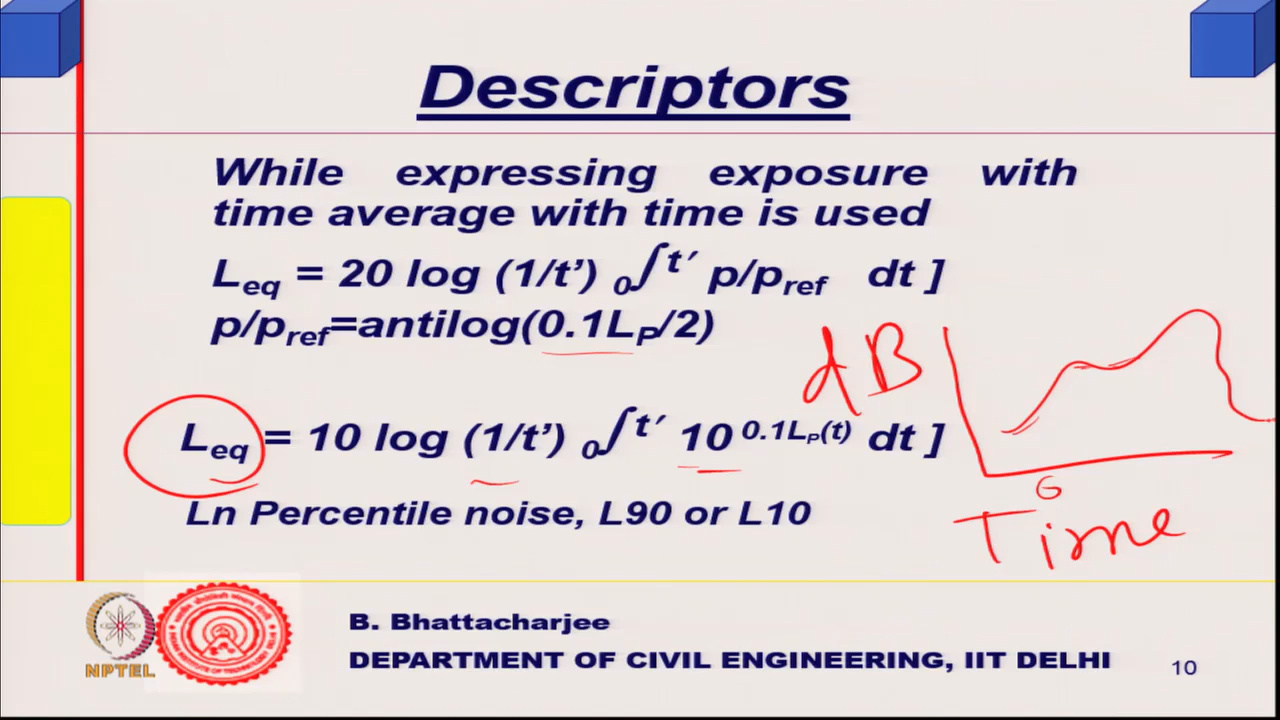 Descriptors
While expressing exposure with
time average with time is used
Leq = 20 log (1/t’) 0∫ t′ p/pref dt ]
p/pref=antilog(0.1LP/2)
dB
Leq = 10 log (1/t’) 0∫ t′ 10 0.1LP(t) dt ]
6
Time
Ln Percentile noise, L90 or L10
NPTEL
B. Bhattacharjee
DEPARTMENT OF CIVIL ENGINEERING, IIT DELHI
10